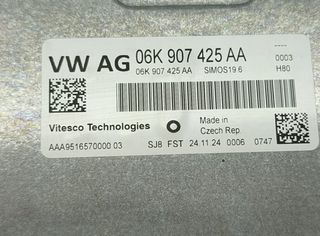 ----
VW AG 06K 907 425 AA 0003
06K 907 425 AA SIMOS19.6 H80
Vitesco Technologies Made in
Czech Rep.
AAA9516570000 03 SJ8 FST 24.11.24 0006 0747